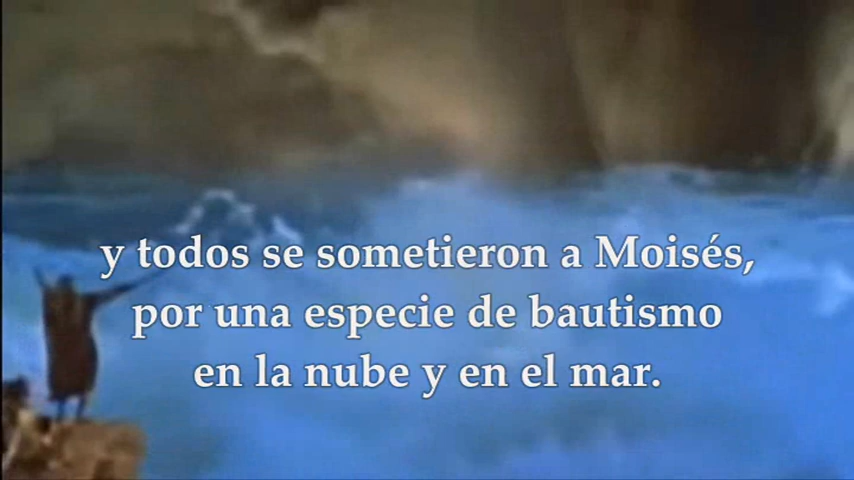 y todos se sometieron a Moisés,
por una especie de bautismo
en la nube y en el mar.